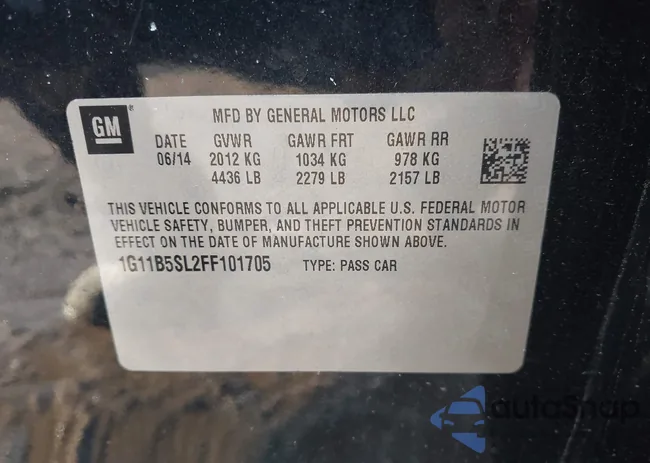 GM
MFD BY GENERAL MOTORS LLC
DATE GVWR GAWR FRT GAWR RR
06/14 2012 KG 1034 KG 978 KG
4436 LB 2279 LB 2157 LB
THIS VEHICLE CONFORMS TO ALL APPLICABLE U.S. FEDERAL MOTOR
VEHICLE SAFETY, BUMPER, AND THEFT PREVENTION STANDARDS IN
EFFECT ON THE DATE OF MANUFACTURE SHOWN ABOVE.
1G11B5SL2FF101705 TYPE: PASS CAR
autoSnap